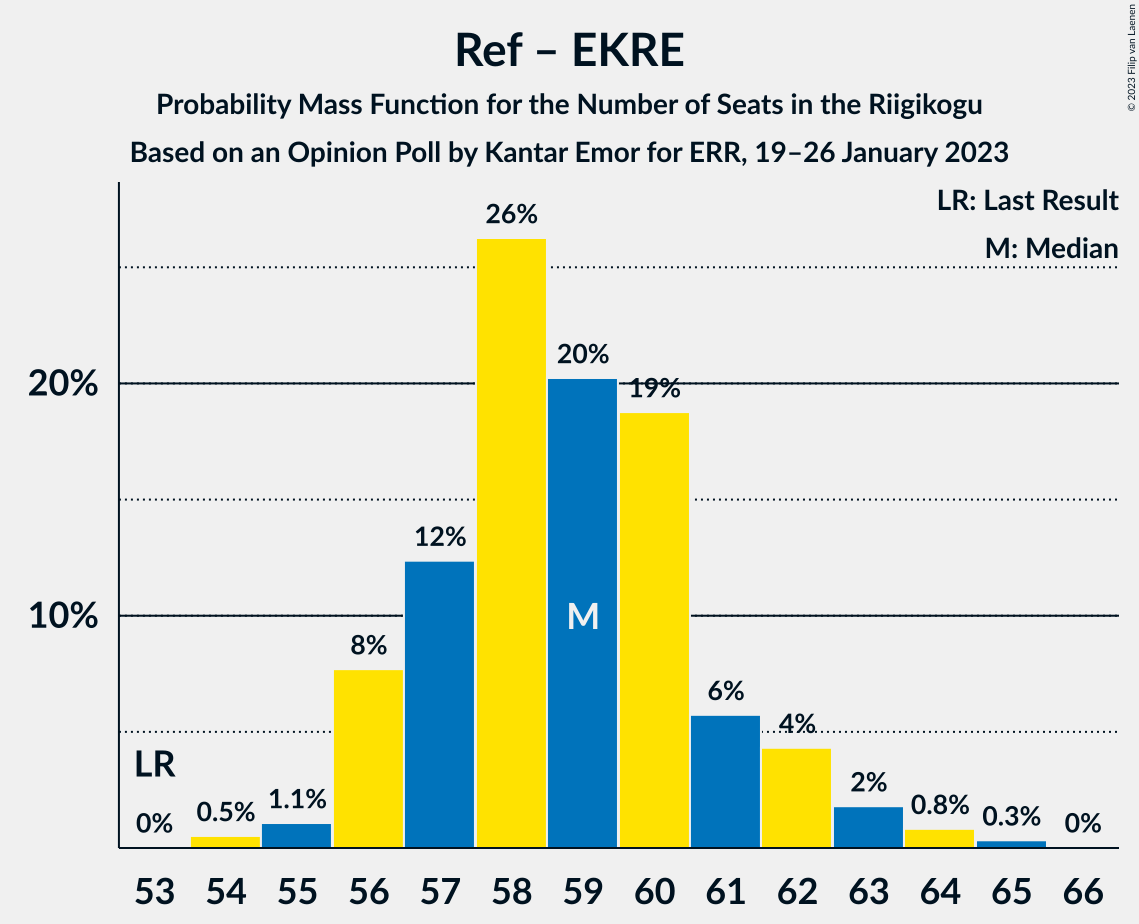 Ref – EKRE
Probability Mass Function for the Number of Seats in the Riigikogu
Based on an Opinion Poll by Kantar Emor for ERR, 19–26 January 2023
© 2023 Filip van Laenen
LR: Last Result
M: Median
20%
10%
LR
0%
0.5%
1.1%
8%
12%
26%
20%
19%
6%
4%
2%
0.8%
0.3%
0%
M
53 54 55 56 57 58 59 60 61 62 63 64 65 66